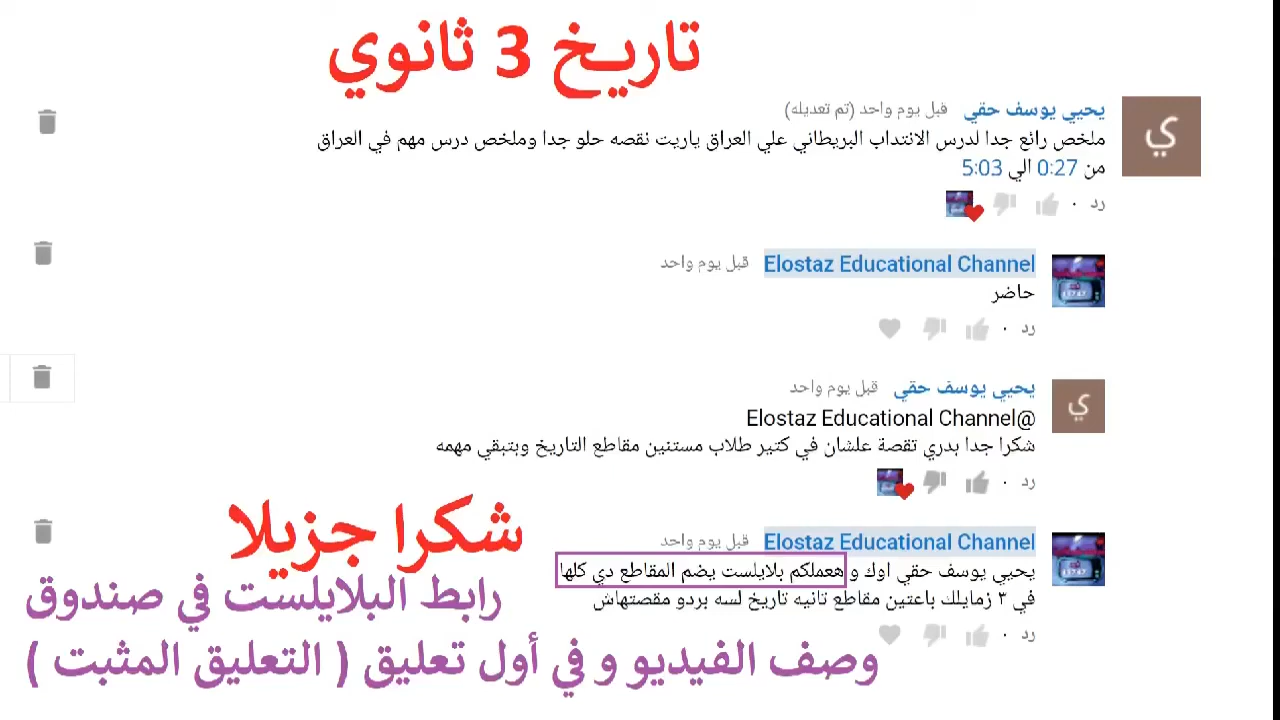 تاريخ 3 ثانوي
يحيي يوسف حقي قبل يوم واحد (تم تعديله)
ي
ملخص رائع جدا لدرس الانتداب البريطاني علي العراق ياريت نقصه حلو جدا وملخص درس مهم في العراق
من 0:27 الي 5:03
رد
Elostaz Educational Channel قبل يوم واحد
حاضر
رد
يحيي يوسف حقي قبل يوم واحد
ي
@Elostaz Educational Channel
شكرا جدا بدري تقصة علشان في كتير طلاب مستنين مقاطع التاريخ وبتبقي مهمه
رد
شكرا جزيلا
Elostaz Educational Channel قبل يوم واحد
يحيي يوسف حقي اوك و هعملكم بلايلست يضم المقاطع دي كلها
في ٣ زمايلك باعتين مقاطع تانيه تاريخ لسه بردو مقصتهاش
رد
رابط البلايلست في صندوق
وصف الفيديو و في أول تعليق ( التعليق المثبت )